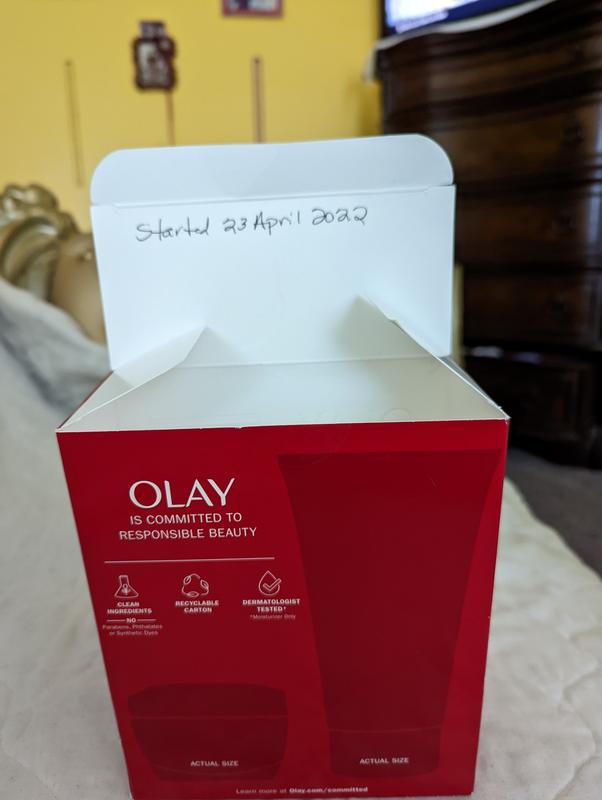 Started 23 April 2022
OLAY
IS COMMITTED TO
RESPONSIBLE BEAUTY
CLEAN
INGREDIENTS
NO
Parabens, Phthalates
or Synthetic Dyes
RECYCLABLE
CARTON
DERMATOLOGIST
TESTED*
*Moisturizer Only
ACTUAL SIZE
ACTUAL SIZE
Learn more at Olay.com/committed